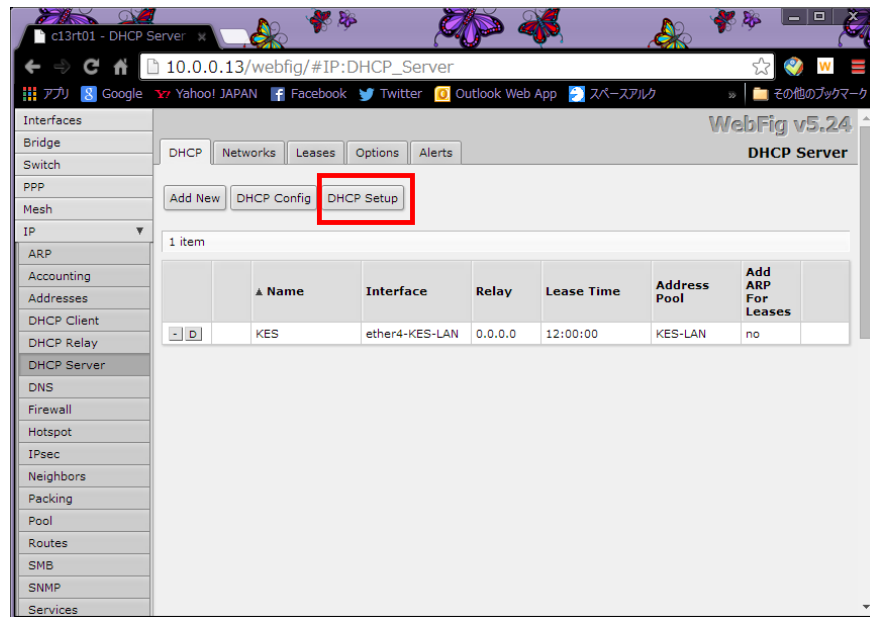 c13rt01 - DHCP Server
10.0.0.13/webfig/#IP:DHCP_Server
アプリ Google Yahoo! JAPAN Facebook Twitter Outlook Web App スペースアルク » その他のブックマーク
WebFig v5.24
DHCP Server
DHCP Networks Leases Options Alerts
Add New DHCP Config DHCP Setup
1 item
▲ Name Interface Relay Lease Time Address Pool Add ARP For Leases
- D KES ether4-KES-LAN 0.0.0.0 12:00:00 KES-LAN no
Interfaces
Bridge
Switch
PPP
Mesh
IP ▼
ARP
Accounting
Addresses
DHCP Client
DHCP Relay
DHCP Server
DNS
Firewall
Hotspot
IPsec
Neighbors
Packing
Pool
Routes
SMB
SNMP
Services